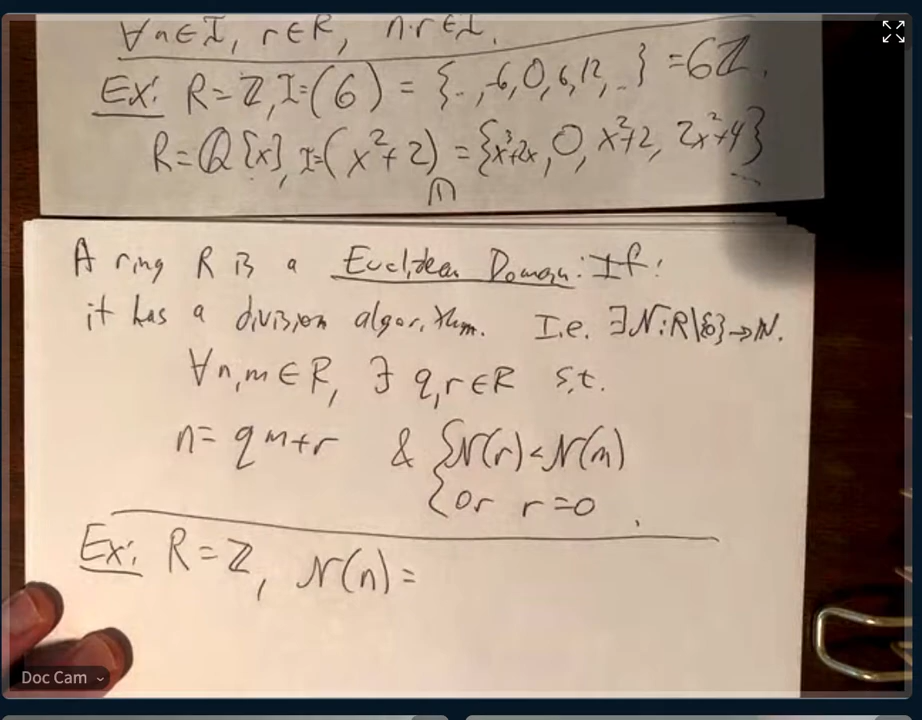 ∀n∈I, r∈R, n·r∈I.
Ex: R=ℤ, I=(6) = {.., -6, 0, 6, 12, ..} = 6ℤ.
R=ℚ[x], I=(x²+2) = {x³+2x, 0, x²+2, 2x²+4}
...
A ring R is a Euclidean Domain: If:
it has a division algorithm. I.e. ∃N:R\{0}→ℕ.
∀n,m∈R, ∃ q,r∈R s.t.
n= qm+r & {N(r)<N(m)
{or r=0.
Ex: R=ℤ, N(n)=
Doc Cam